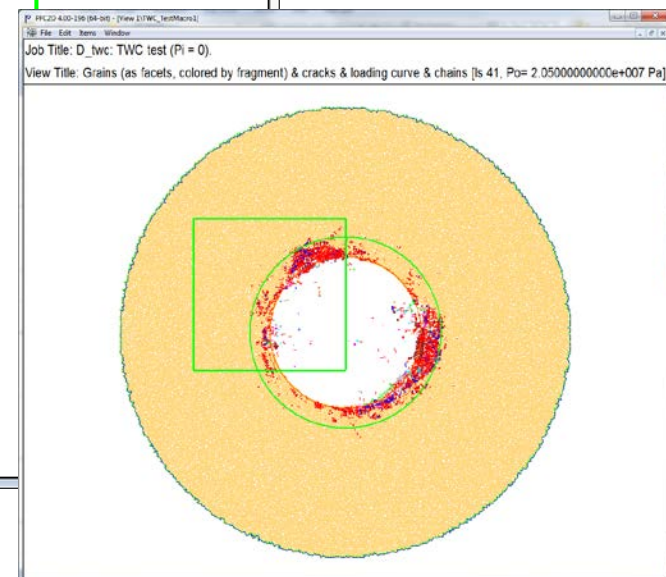 PFC2D 4.00-196 (64-bit) - [View 1\TWC_TestMacro1]
File Edit Items Window
Job Title: D_twc: TWC test (Pi = 0).
View Title: Grains (as facets, colored by fragment) & cracks & loading curve & chains [ls 41, Po= 2.05000000000e+007 Pa]